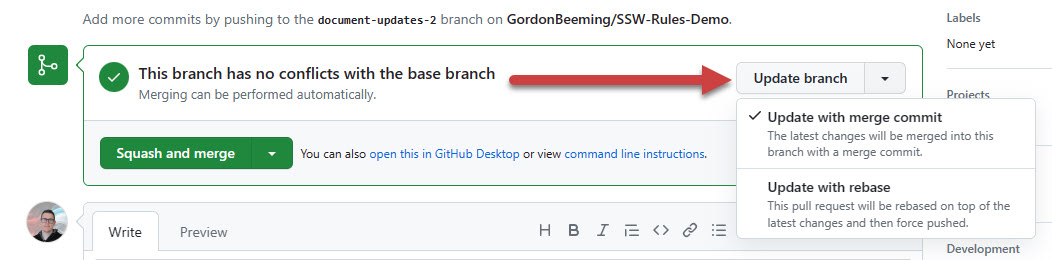 Add more commits by pushing to the document-updates-2 branch on GordonBeeming/SSW-Rules-Demo.
Labels
None yet
This branch has no conflicts with the base branch
Merging can be performed automatically.
Update branch
Projects
Update with merge commit
The latest changes will be merged into this
branch with a merge commit.
Squash and merge
You can also open this in GitHub Desktop or view command line instructions.
Update with rebase
This pull request will be rebased on top of the
latest changes and then force pushed.
Write
Preview
H B I
Development